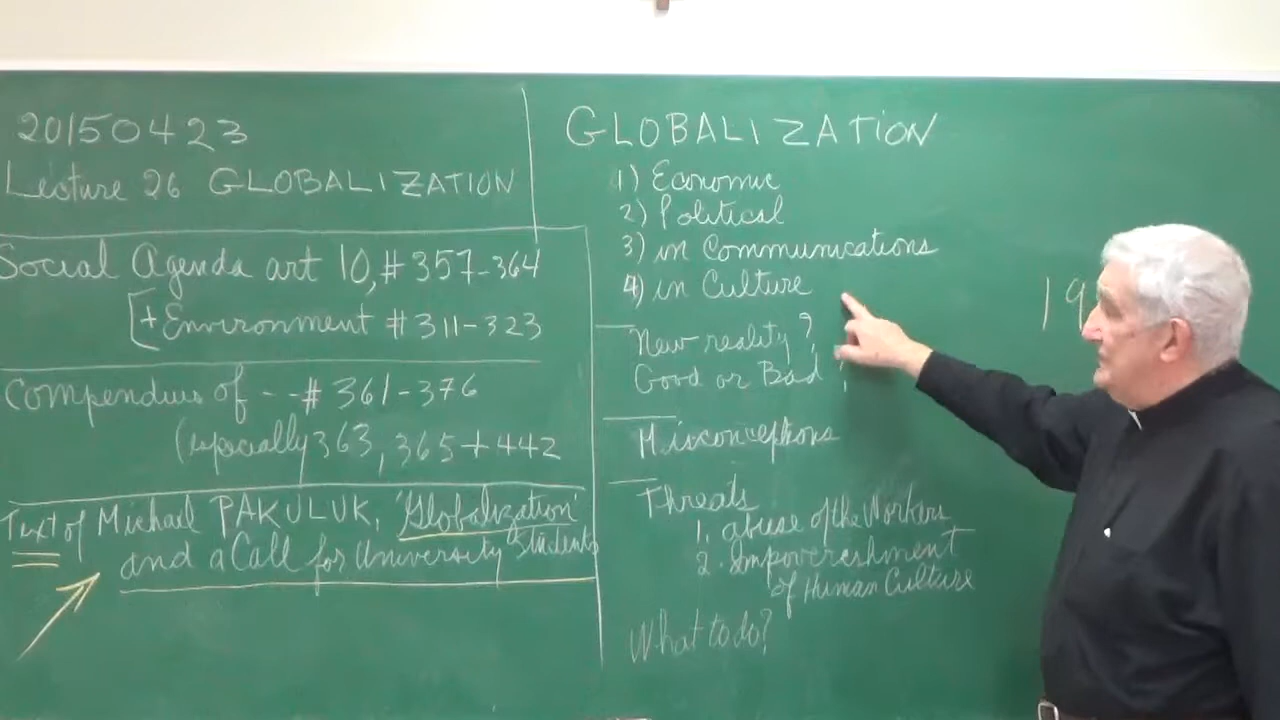 20150423
Lecture 26 GLOBALIZATION
Social Agenda art 10, # 357-364
[+Environment # 311-323
Compendium of -- # 361-376
(especially 363, 365+442
Text of Michael PAKULUK, 'Globalization'
and a Call for University Students
GLOBALIZATION
1) Economic
2) Political
3) in Communications
4) in Culture
New reality?
Good or Bad
Misconceptions
Threats
1. abuse of the Workers
2. Impoverishment
of Human Culture
What to do?
19